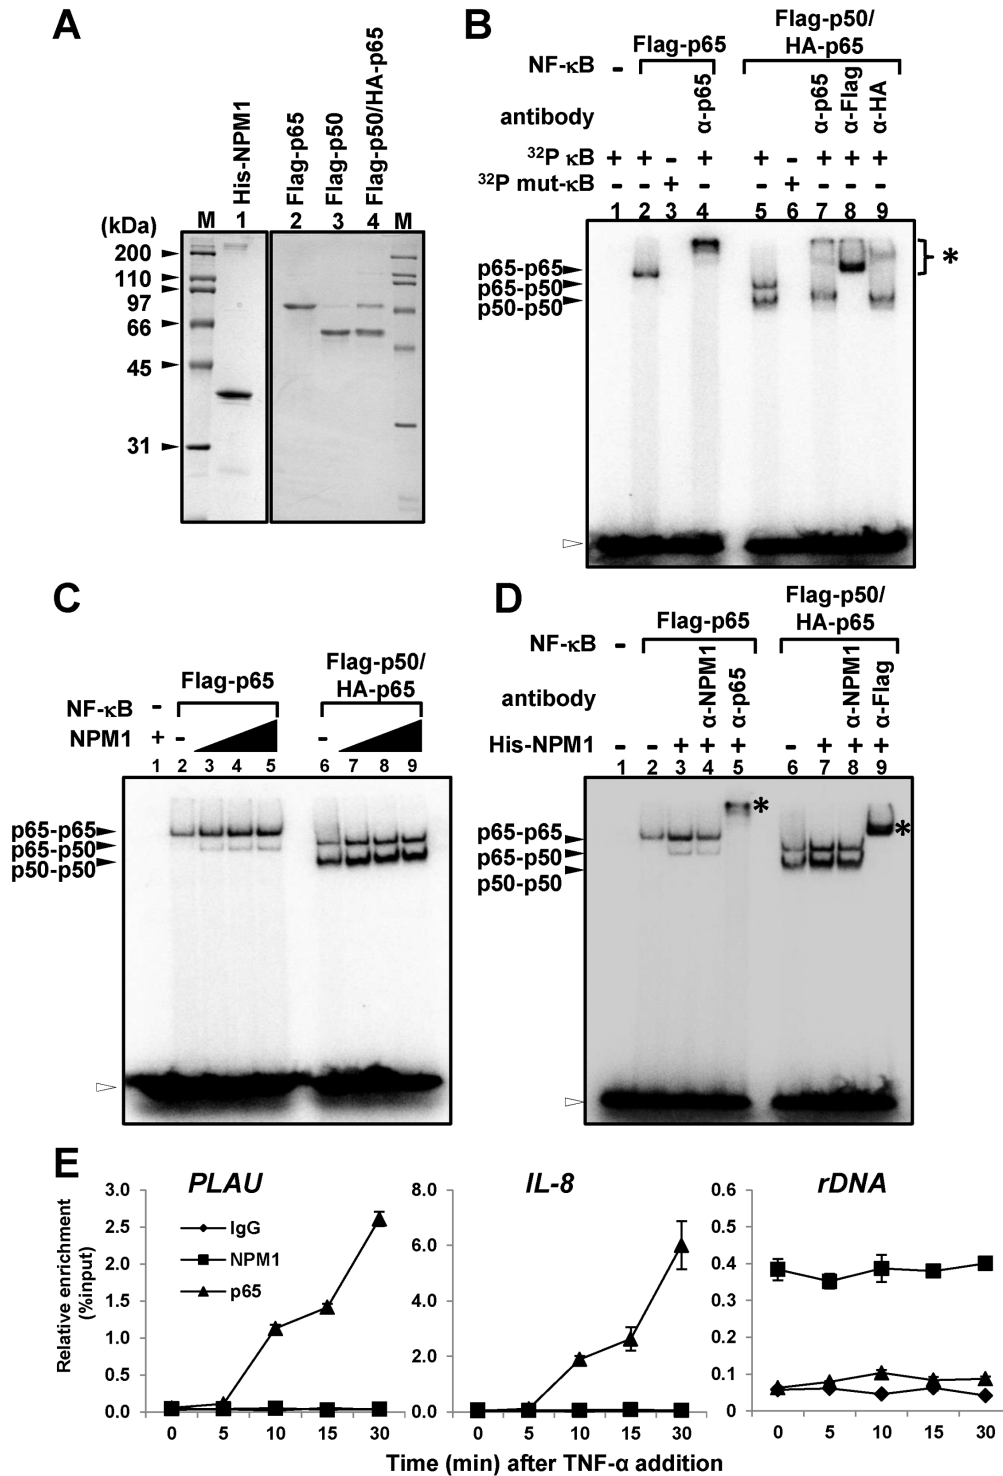 A
His-NPM1
Flag-p65
Flag-p50
Flag-p50/HA-p65
(kDa) M 1 2 3 4 M
200
110
97
66
45
31
B
Flag-p50/
Flag-p65 HA-p65
NF-κB -
antibody α-p65 α-p65 α-Flag α-HA
32P κB + + - + + - + + +
32P mut-κB - - + - - + - - -
1 2 3 4 5 6 7 8 9
p65-p65
p65-p50
p50-p50
*
C
Flag-p50/
Flag-p65 HA-p65
NF-κB -
NPM1 + - -
1 2 3 4 5 6 7 8 9
p65-p65
p65-p50
p50-p50
D
Flag-p50/
Flag-p65 HA-p65
NF-κB -
antibody α-NPM1 α-p65 α-NPM1 α-Flag
His-NPM1 - - + + + - + + +
1 2 3 4 5 6 7 8 9
p65-p65
p65-p50
p50-p50
*
*
E
PLAU IL-8 rDNA
Relative enrichment
(%input)
3.0
2.5
2.0
1.5
1.0
0.5
0.0
IgG
NPM1
p65
0 5 10 15 30
8.0
6.0
4.0
2.0
0.0
0 5 10 15 30
0.6
0.5
0.4
0.3
0.2
0.1
0
0 5 10 15 30
Time (min) after TNF-α addition